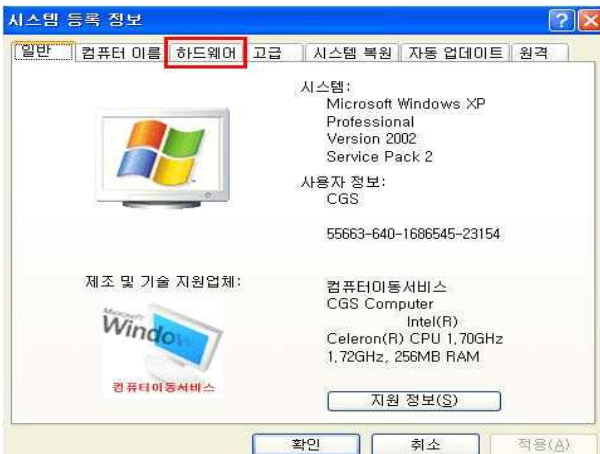 시스템 등록 정보
일반 컴퓨터 이름 하드웨어 고급 시스템 복원 자동 업데이트 원격
시스템:
Microsoft Windows XP
Professional
Version 2002
Service Pack 2
사용자 정보:
CGS
55663-640-1686545-23154
제조 및 기술 지원업체:
Microsoft
Window
컴퓨터이동서비스
컴퓨터이동서비스
CGS Computer
Intel(R)
Celeron(R) CPU 1,70GHz
1,72GHz, 256MB RAM
지원 정보(S)
확인 취소 적용(A)